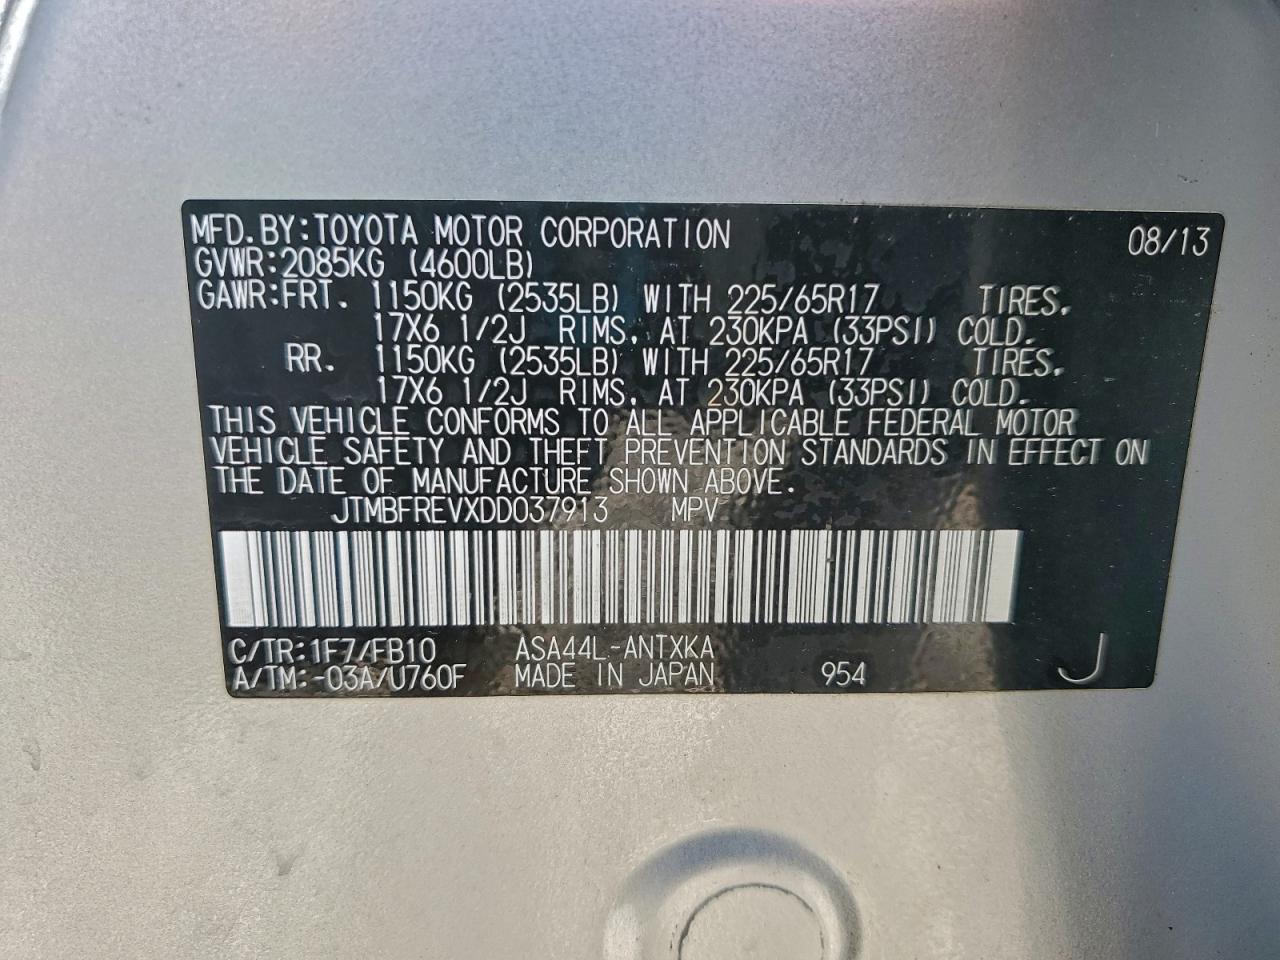 MFD.BY:TOYOTA MOTOR CORPORATION 08/13
GVWR:2085KG (4600LB)
GAWR:FRT. 1150KG (2535LB) WITH 225/65R17 TIRES,
17X6 1/2J RIMS, AT 230KPA (33PSI) COLD.
RR. 1150KG (2535LB) WITH 225/65R17 TIRES,
17X6 1/2J RIMS, AT 230KPA (33PSI) COLD.
THIS VEHICLE CONFORMS TO ALL APPLICABLE FEDERAL MOTOR
VEHICLE SAFETY AND THEFT PREVENTION STANDARDS IN EFFECT ON
THE DATE OF MANUFACTURE SHOWN ABOVE.
JTMBFREVXDD037913 MPV
C/TR:1F7/FB10 ASA44L-ANTXKA
A/TM:-03A/U760F MADE IN JAPAN 954 J